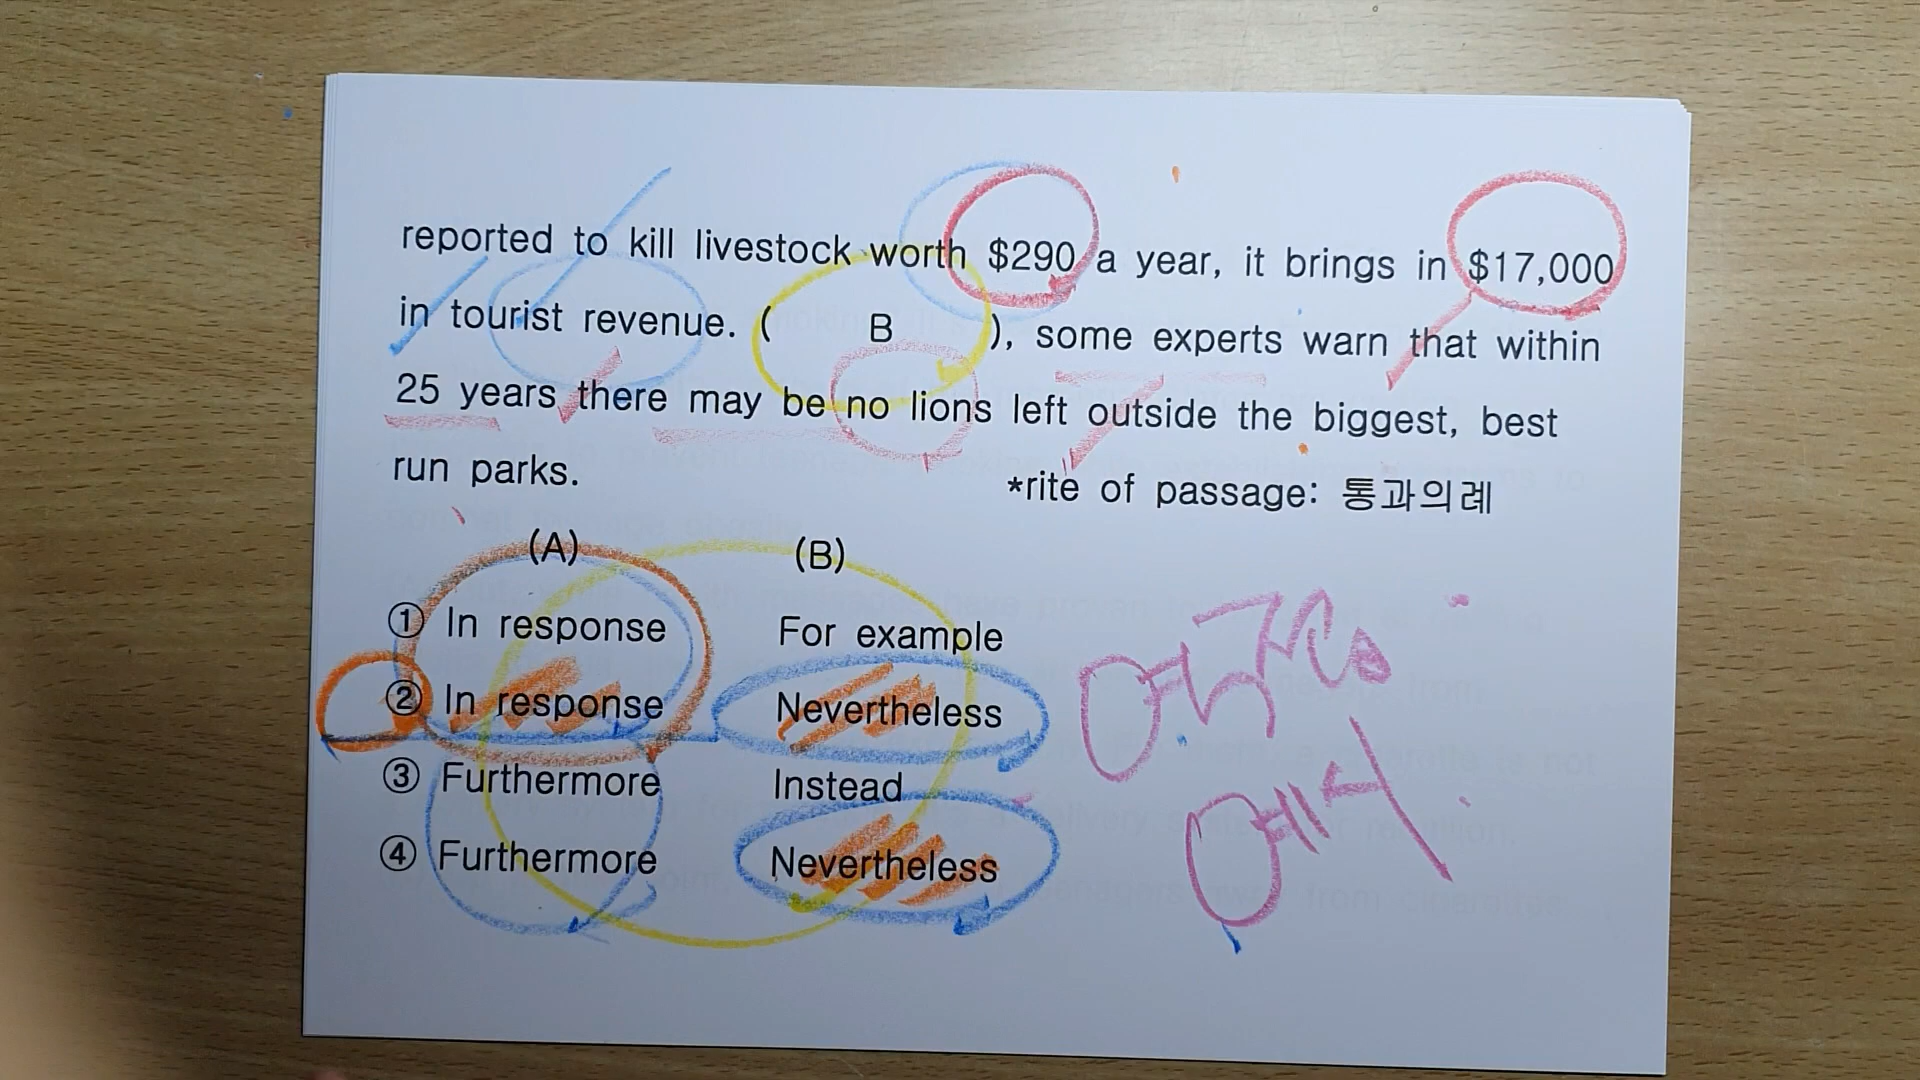 reported to kill livestock worth $290 a year, it brings in $17,000
in tourist revenue. ( B ), some experts warn that within
25 years there may be no lions left outside the biggest, best
run parks.
*rite of passage: 통과의례
(A) (B)
① In response For example
② In response Nevertheless
③ Furthermore Instead
④ Furthermore Nevertheless